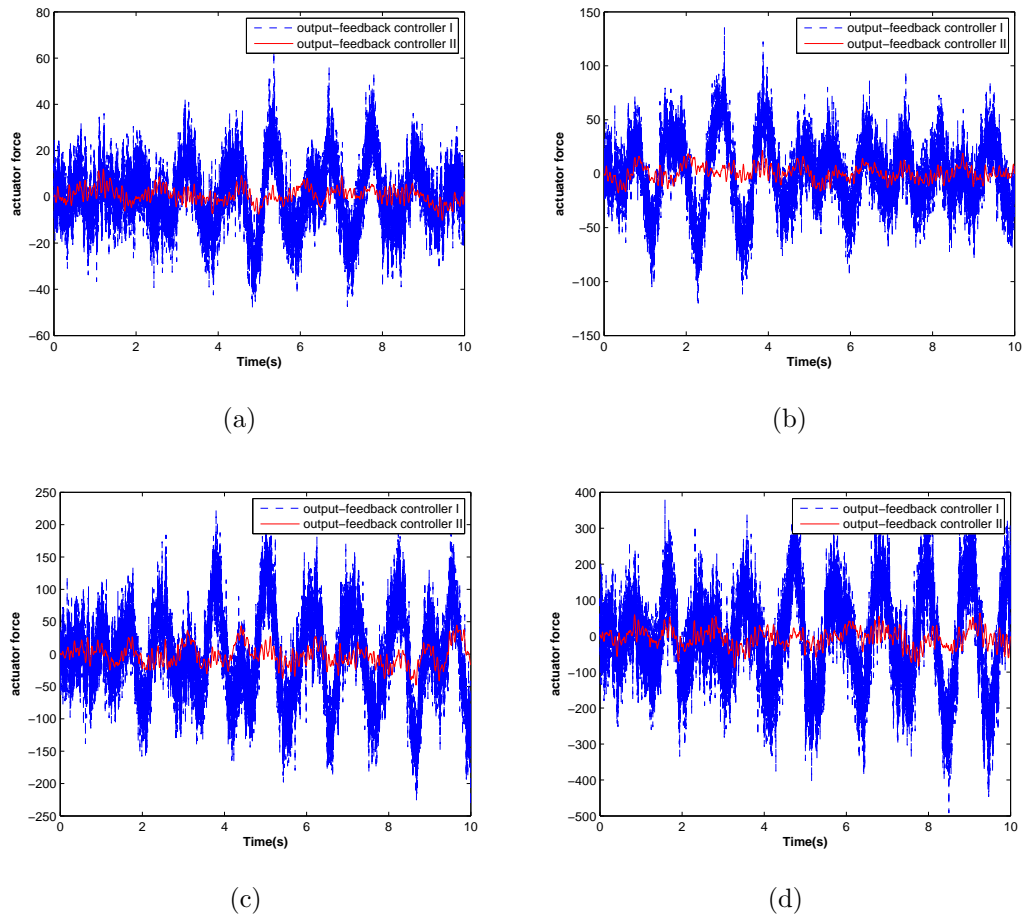 output−feedback controller I
output−feedback controller II
80
60
40
20
0
−20
−40
−60
actuator force
0 2 4 6 8 10
Time(s)
(a)
output−feedback controller I
output−feedback controller II
150
100
50
0
−50
−100
−150
actuator force
0 2 4 6 8 10
Time(s)
(b)
output−feedback controller I
output−feedback controller II
250
200
150
100
50
0
−50
−100
−150
−200
−250
actuator force
0 2 4 6 8 10
Time(s)
(c)
output−feedback controller I
output−feedback controller II
400
300
200
100
0
−100
−200
−300
−400
−500
actuator force
0 2 4 6 8 10
Time(s)
(d)